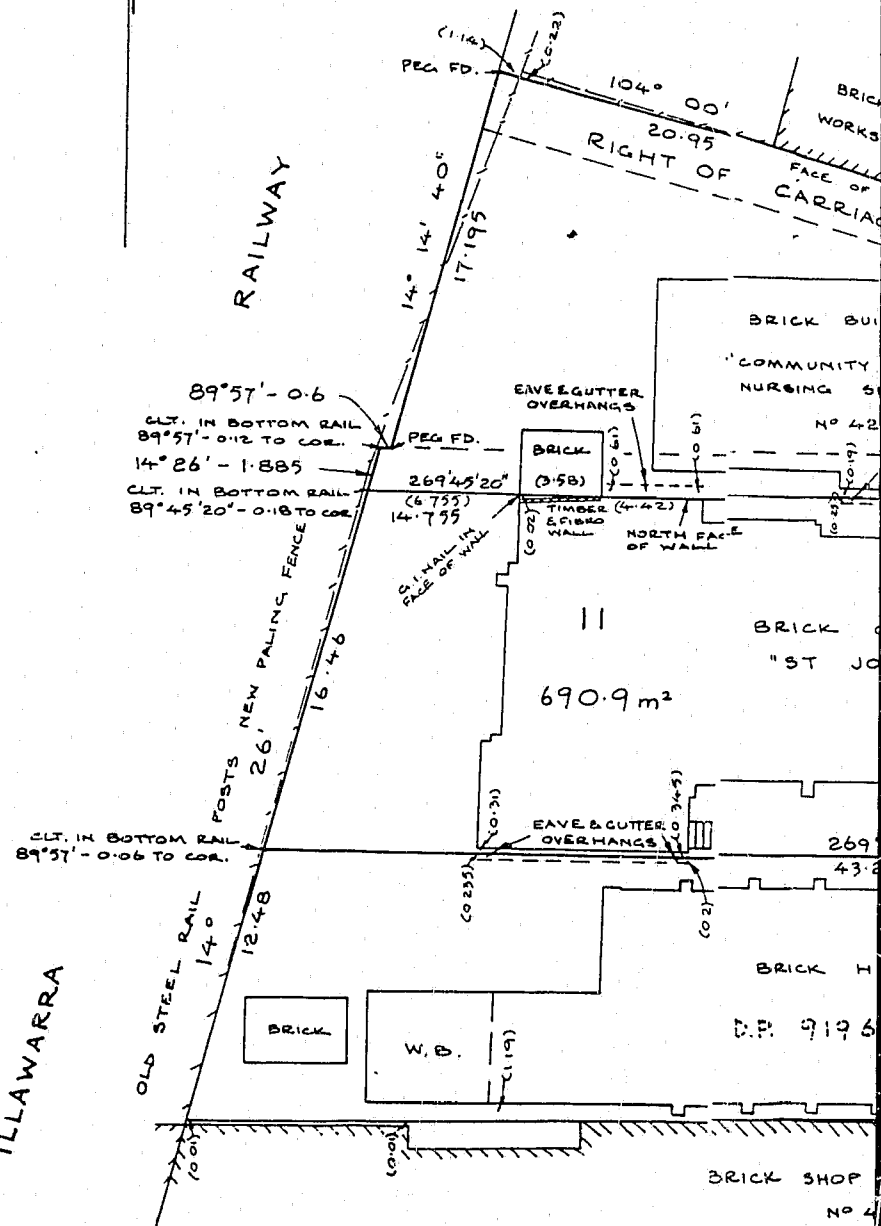 (1.14)
(0.22)
PEG FD.
104° 00'
20.95
BRICK
WORKS
FACE OF
RIGHT OF CARRIAG
RAILWAY
14° 14' 40"
17.195
BRICK BUI
"COMMUNITY
NURSING S
Nº 42
89°57' - 0.6
CLT. IN BOTTOM RAIL
89°57' - 0.12 TO COR.
PEG FD.
14° 26' - 1.885
CLT. IN BOTTOM RAIL
89°45'20" - 0.18 TO COR
EAVE & GUTTER
OVERHANGS
BRICK
(3.58)
(0.61)
(0.61)
(0.19)
269°45'20"
(6.755)
14.755
(0.02)
TIMBER
& FIBRO
WALL
(4.42)
NORTH FACE
OF WALL
(0.25)
G.I. NAIL IN
FACE OF WALL
11
690.9 m²
BRICK
"ST JO
OLD STEEL RAIL POSTS NEW PALING FENCE
14° 26'
16.46
CLT. IN BOTTOM RAIL
89°57' - 0.06 TO COR.
(0.31)
EAVE & GUTTER
OVERHANGS
(0.345)
(0.235)
(0.2)
269°
43.2
12.48
BRICK H
D.P. 9196
BRICK
W.B.
(1.19)
ILLAWARRA
(0.01)
(0.01)
BRICK SHOP
Nº 4